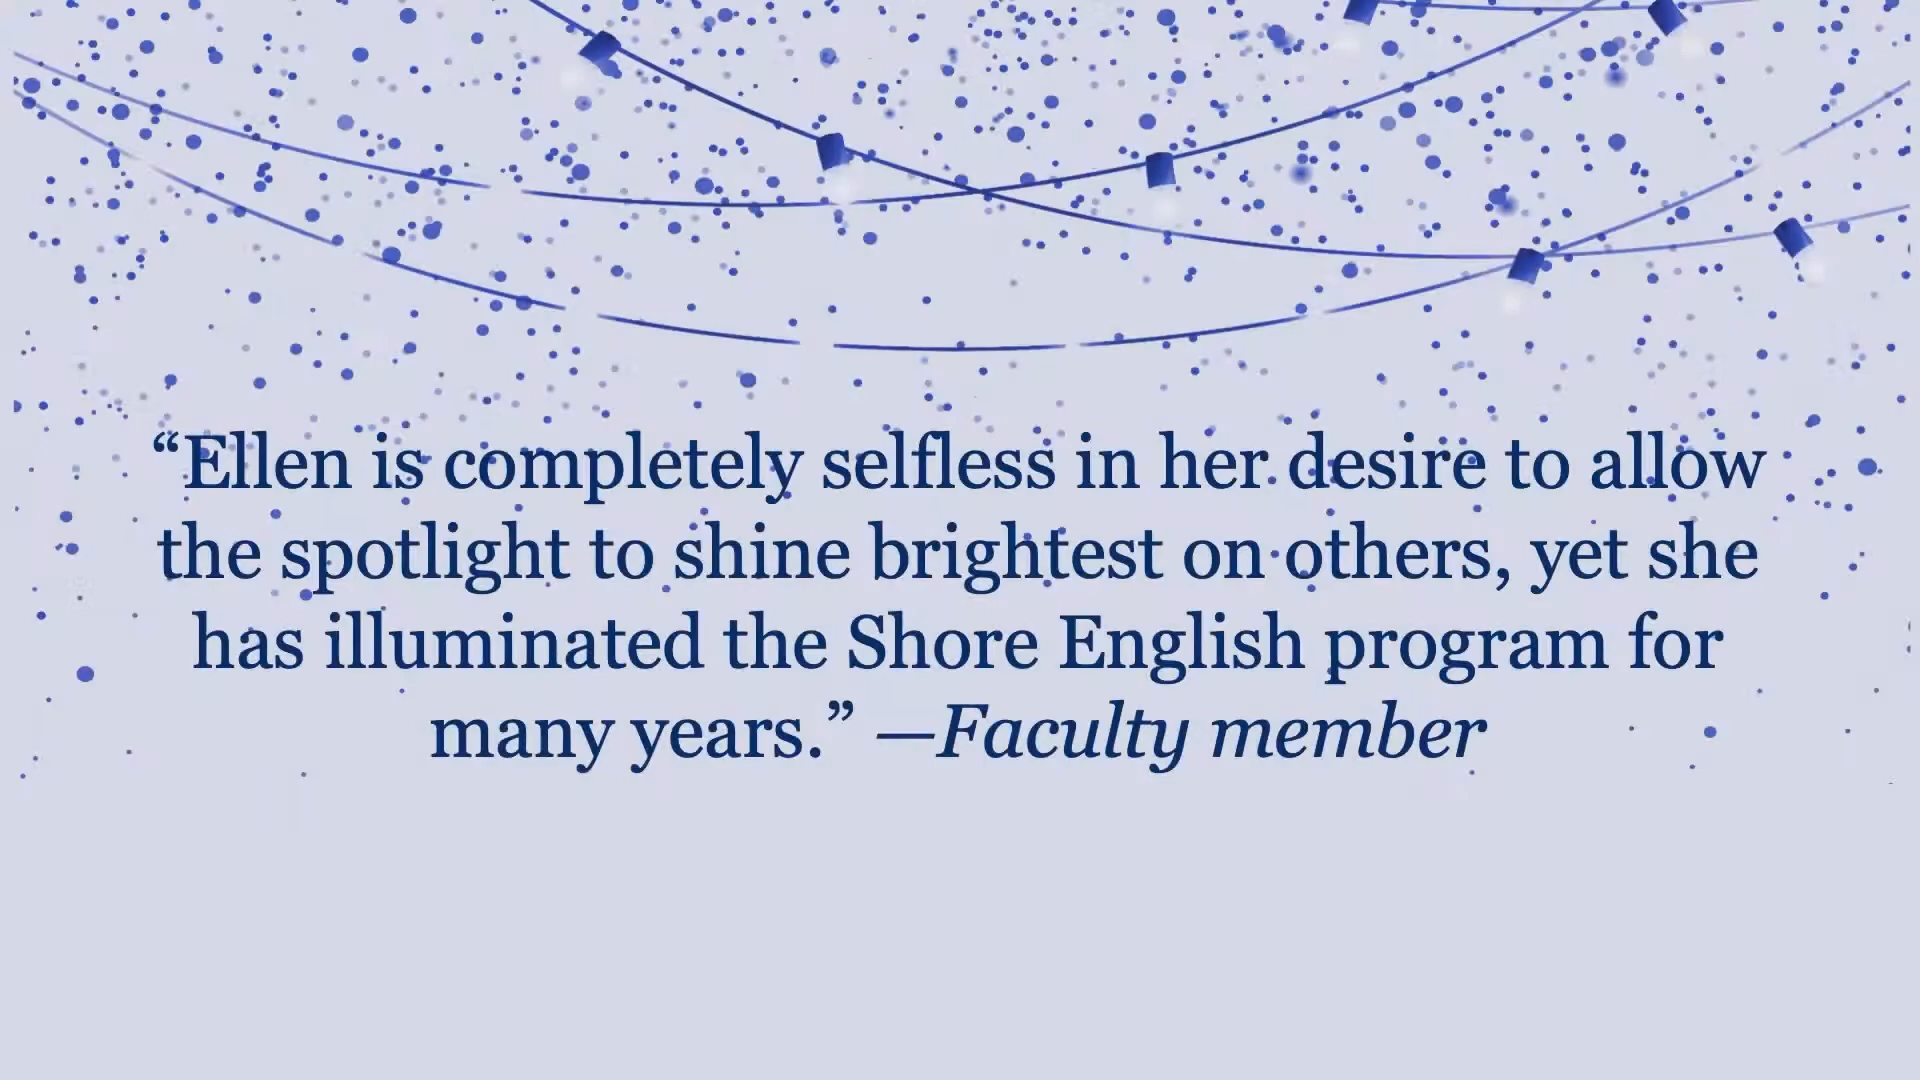 “Ellen is completely selfless in her desire to allow
the spotlight to shine brightest on others, yet she
has illuminated the Shore English program for
many years.” —Faculty member